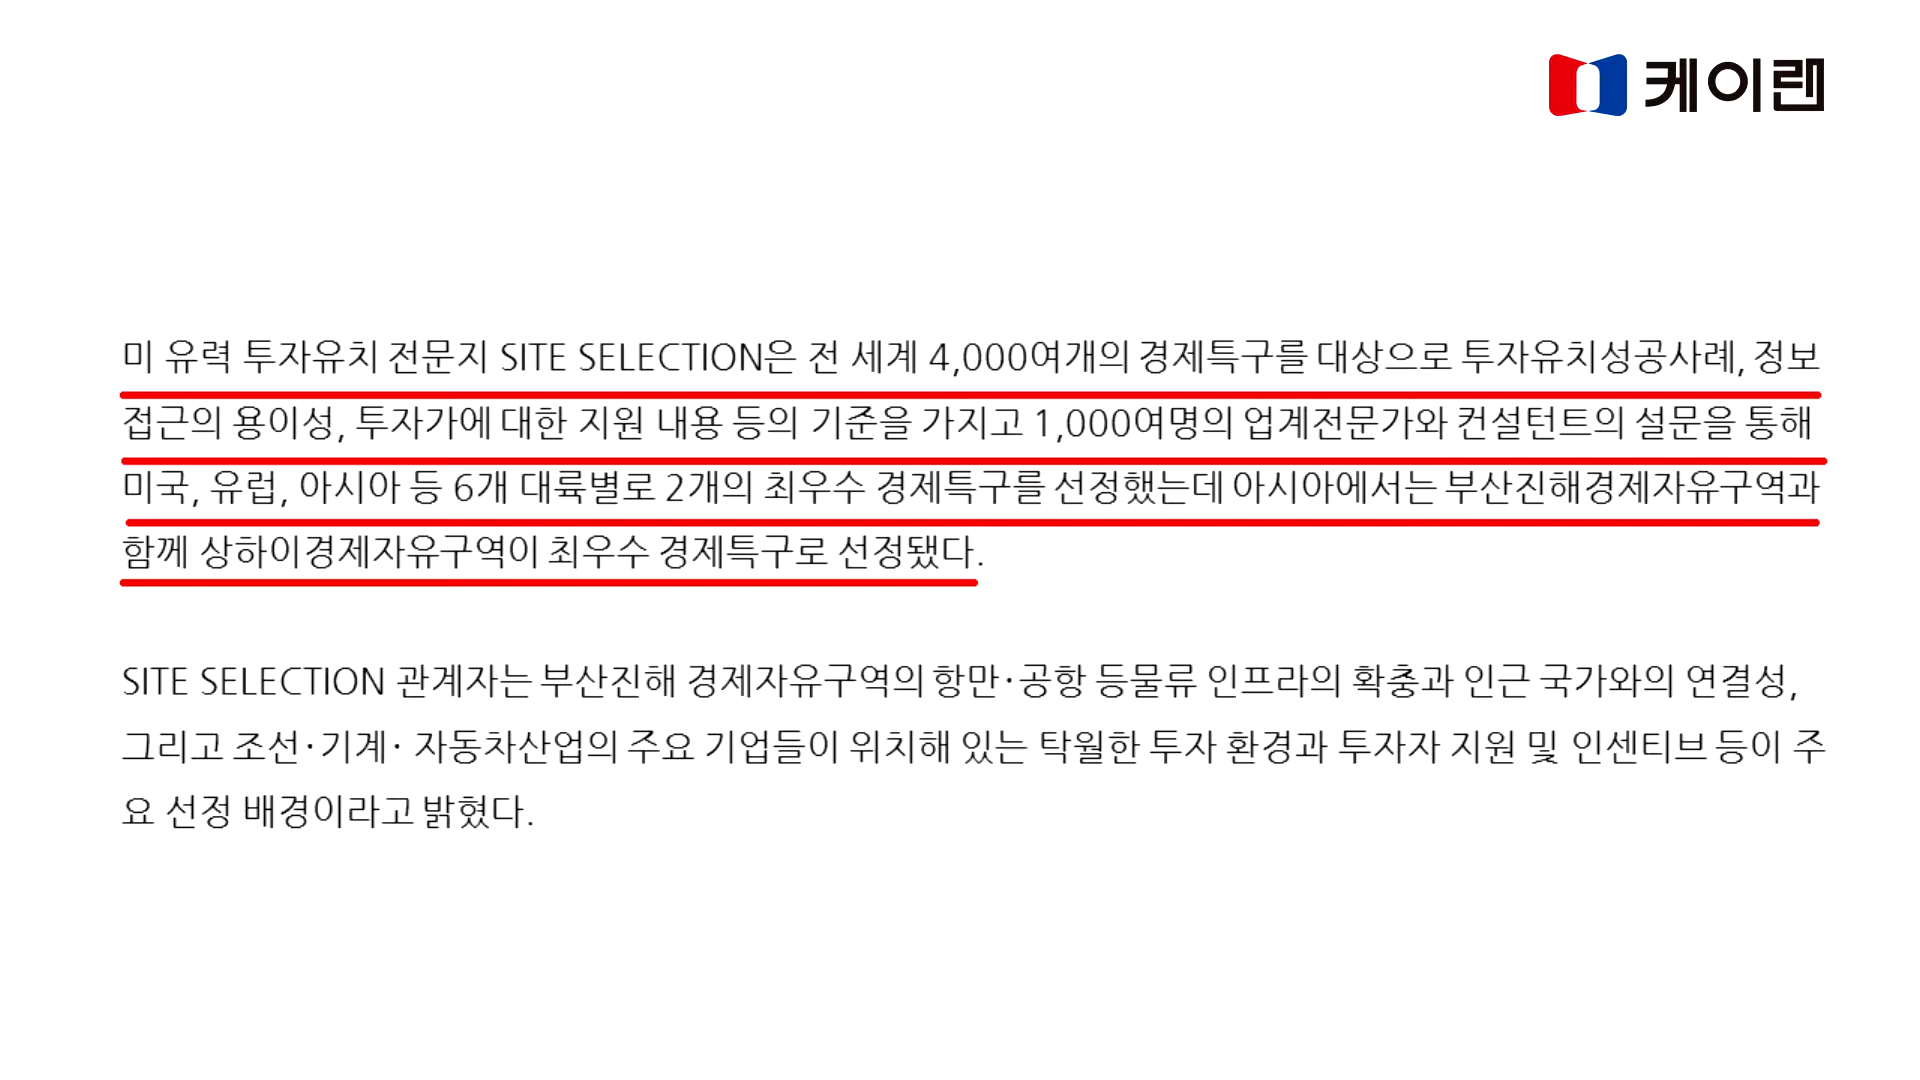 케이랜
미 유력 투자유치 전문지 SITE SELECTION은 전 세계 4,000여개의 경제특구를 대상으로 투자유치성공사례, 정보
접근의 용이성, 투자가에 대한 지원 내용 등의 기준을 가지고 1,000여명의 업계전문가와 컨설턴트의 설문을 통해
미국, 유럽, 아시아 등 6개 대륙별로 2개의 최우수 경제특구를 선정했는데 아시아에서는 부산진해경제자유구역과
함께 상하이경제자유구역이 최우수 경제특구로 선정됐다.
SITE SELECTION 관계자는 부산진해 경제자유구역의 항만·공항 등물류 인프라의 확충과 인근 국가와의 연결성,
그리고 조선·기계· 자동차산업의 주요 기업들이 위치해 있는 탁월한 투자 환경과 투자자 지원 및 인센티브 등이 주
요 선정 배경이라고 밝혔다.